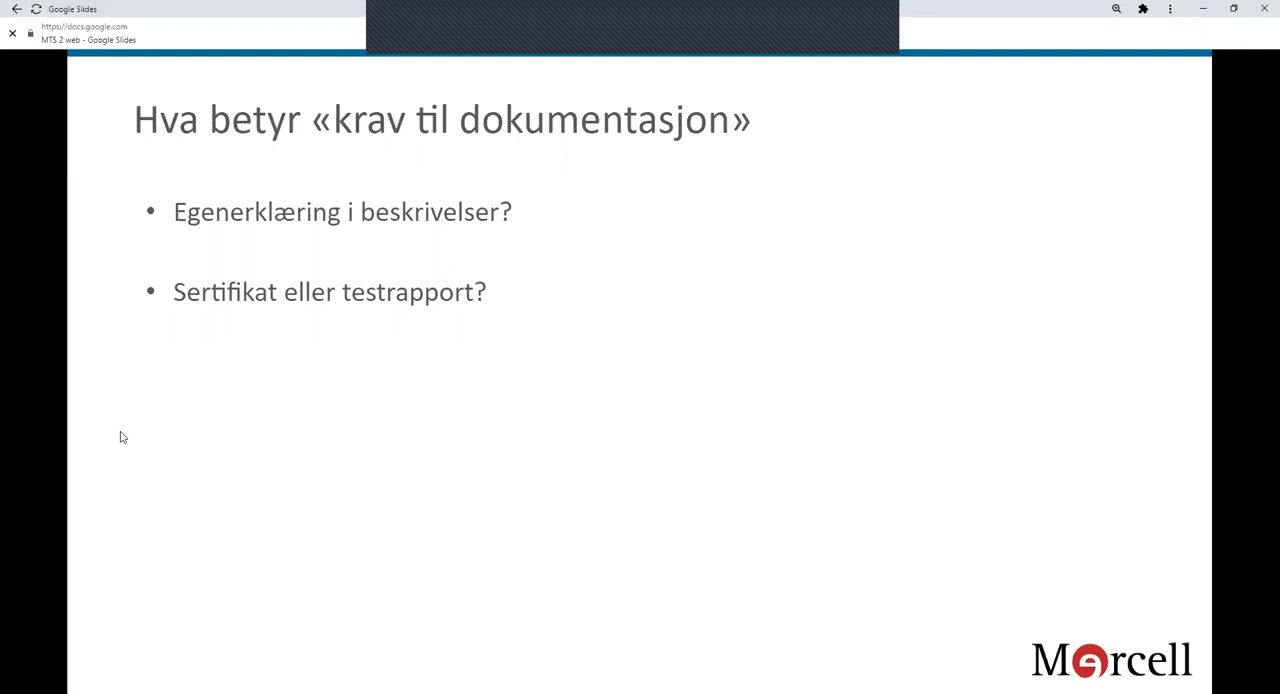 Google Slides
https://docs.google.com
MTS 2 web - Google Slides
Hva betyr «krav til dokumentasjon»
• Egenerklæring i beskrivelser?
• Sertifikat eller testrapport?
Mercell